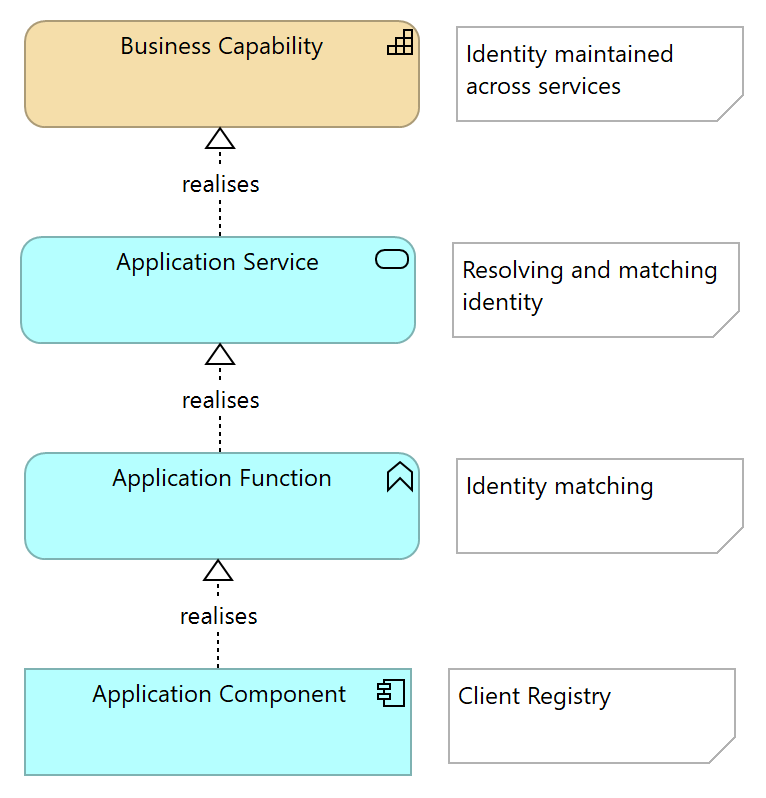 Business Capability
Identity maintained
across services
realises
Application Service
Resolving and matching
identity
realises
Application Function
Identity matching
realises
Application Component
Client Registry